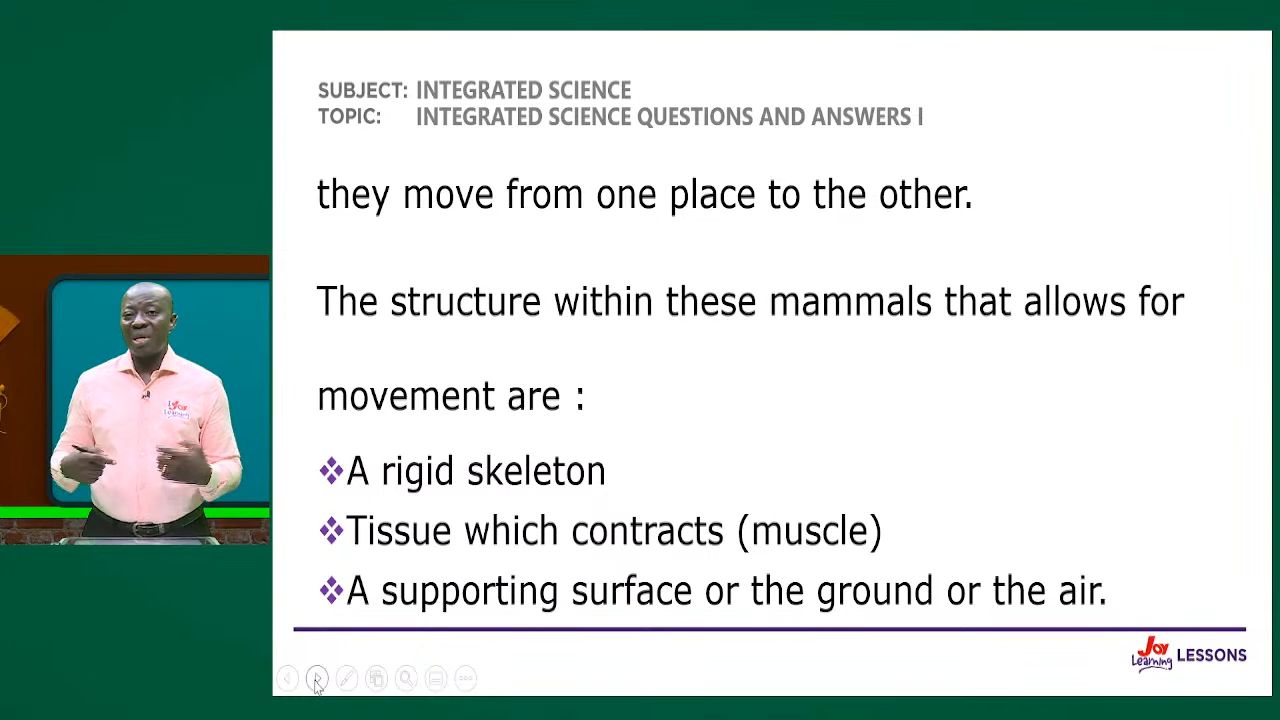 SUBJECT: INTEGRATED SCIENCE
TOPIC: INTEGRATED SCIENCE QUESTIONS AND ANSWERS I
they move from one place to the other.
The structure within these mammals that allows for
movement are :
A rigid skeleton
Tissue which contracts (muscle)
A supporting surface or the ground or the air.
Joy Learning LESSONS
Joy Learning